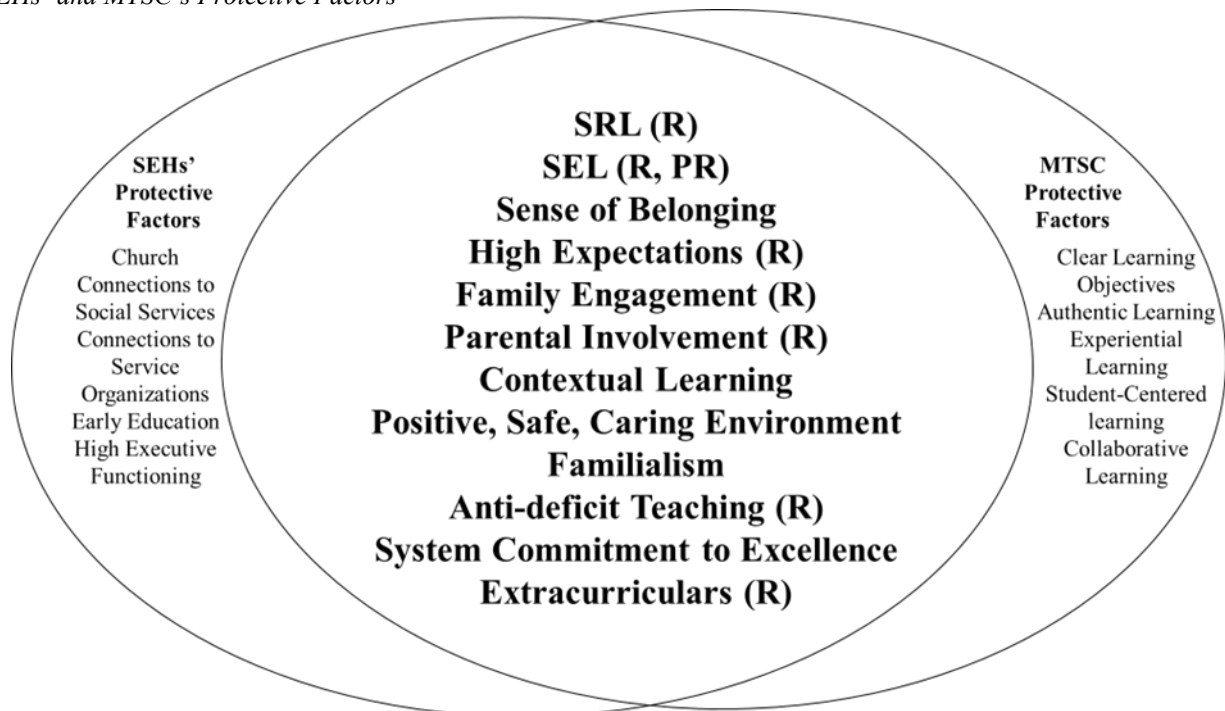 SEHs' and MTSC's Protective Factors
SEHs'
Protective
Factors
Church
Connections to
Social Services
Connections to
Service
Organizations
Early Education
High Executive
Functioning
SRL (R)
SEL (R, PR)
Sense of Belonging
High Expectations (R)
Family Engagement (R)
Parental Involvement (R)
Contextual Learning
Positive, Safe, Caring Environment
Familialism
Anti-deficit Teaching (R)
System Commitment to Excellence
Extracurriculars (R)
MTSC
Protective
Factors
Clear Learning
Objectives
Authentic Learning
Experiential
Learning
Student-Centered
learning
Collaborative
Learning